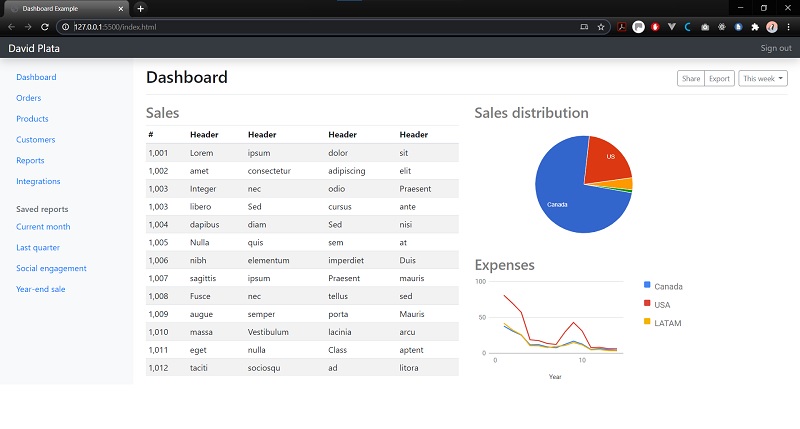 Dashboard Example
127.0.0.1:5500/index.html
David Plata
Sign out
Dashboard
Orders
Products
Customers
Reports
Integrations
Saved reports
Current month
Last quarter
Social engagement
Year-end sale
Dashboard
Share Export This week
Sales
# Header Header Header Header
1,001 Lorem ipsum dolor sit
1,002 amet consectetur adipiscing elit
1,003 Integer nec odio Praesent
1,003 libero Sed cursus ante
1,004 dapibus diam Sed nisi
1,005 Nulla quis sem at
1,006 nibh elementum imperdiet Duis
1,007 sagittis ipsum Praesent mauris
1,008 Fusce nec tellus sed
1,009 augue semper porta Mauris
1,010 massa Vestibulum lacinia arcu
1,011 eget nulla Class aptent
1,012 taciti sociosqu ad litora
Sales distribution
US
Canada
Expenses
100
50
0
0 10
Year
Canada
USA
LATAM